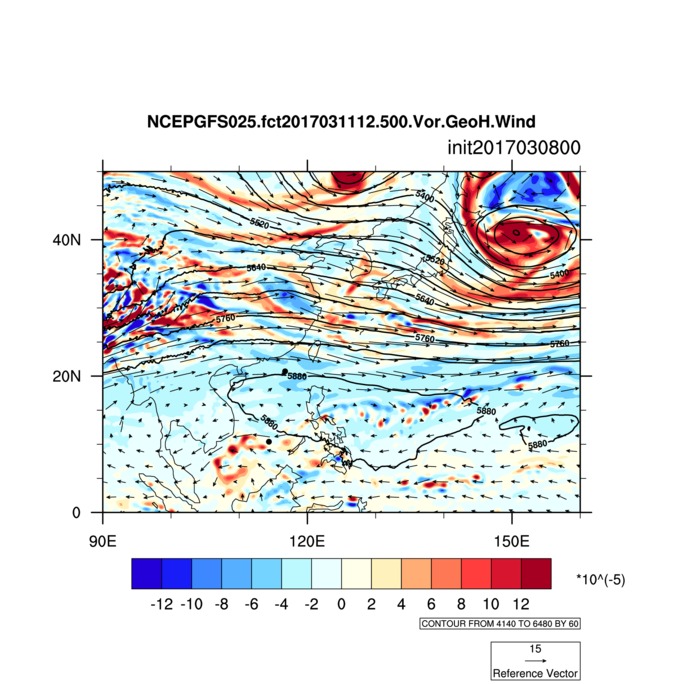 NCEPGFS025.fct2017031112.500.Vor.GeoH.Wind
init2017030800
5400
5520
5520
40N
5400
5640
5640
5760
5760
5760
20N
5880
5880
5880
5880
0
90E 120E 150E
-12 -10 -8 -6 -4 -2 0 2 4 6 8 10 12
*10^(-5)
CONTOUR FROM 4140 TO 6480 BY 60
15
Reference Vector